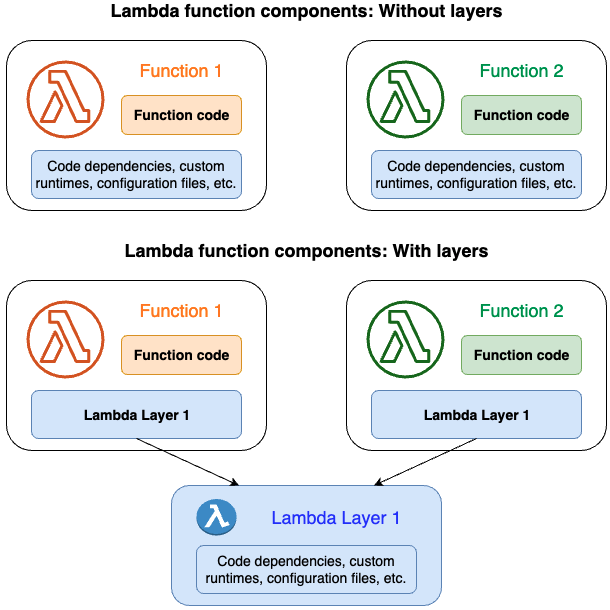 Lambda function components: Without layers
Function 1
Function code
Code dependencies, custom
runtimes, configuration files, etc.
Function 2
Function code
Code dependencies, custom
runtimes, configuration files, etc.
Lambda function components: With layers
Function 1
Function code
Lambda Layer 1
Function 2
Function code
Lambda Layer 1
Lambda Layer 1
Code dependencies, custom
runtimes, configuration files, etc.